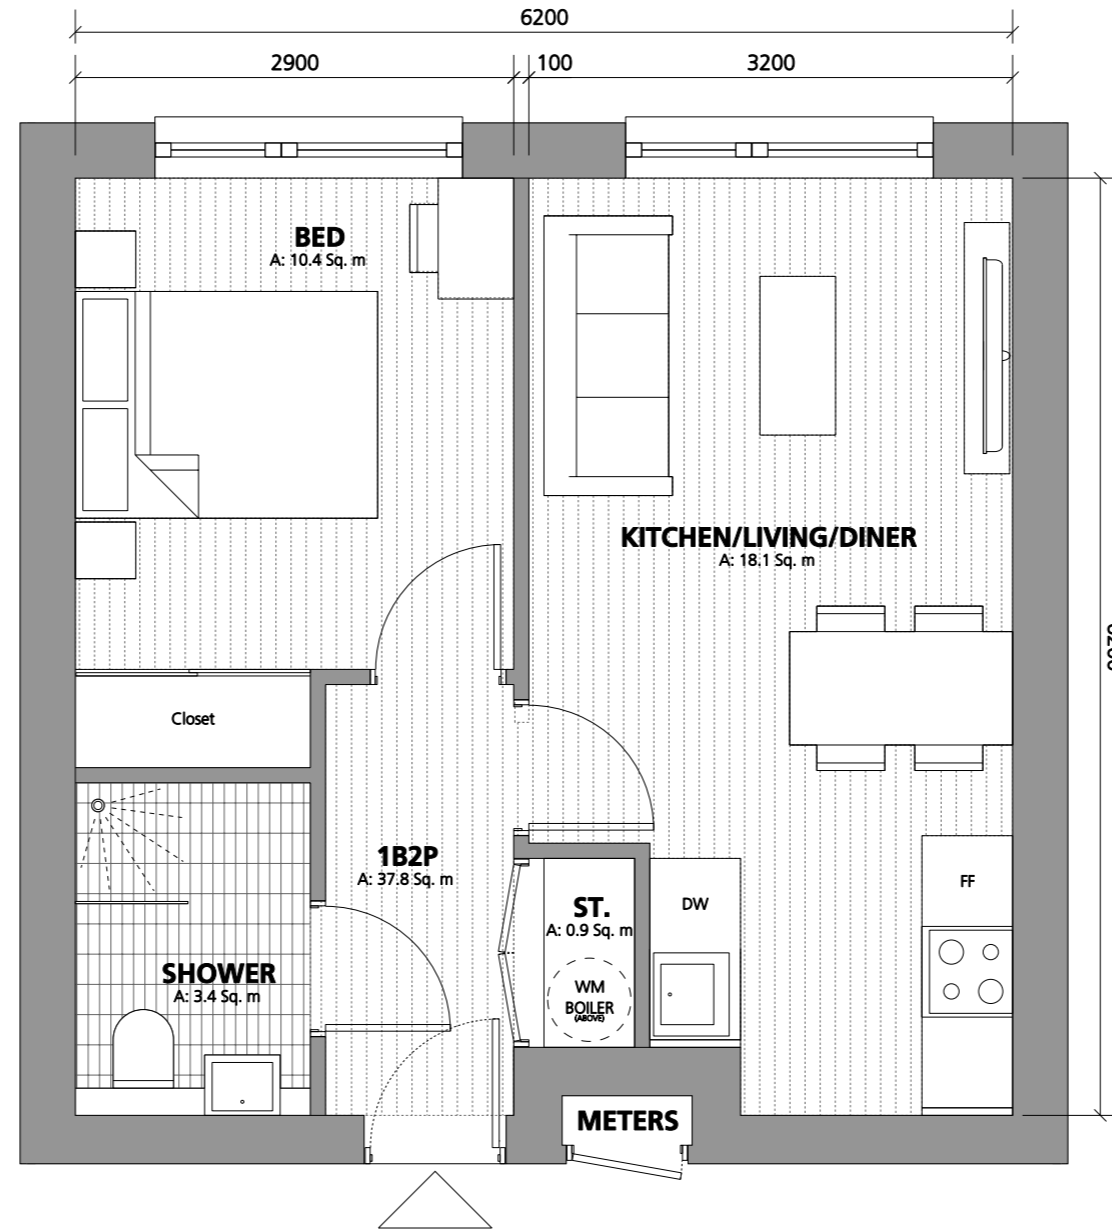 6200
2900
100
3200
BED
A: 10.4 Sq. m
KITCHEN/LIVING/DINER
A: 18.1 Sq. m
Closet
1B2P
A: 37.8 Sq. m
FF
DW
ST.
A: 0.9 Sq. m
SHOWER
A: 3.4 Sq. m
WM
BOILER
(ABOVE)
METERS